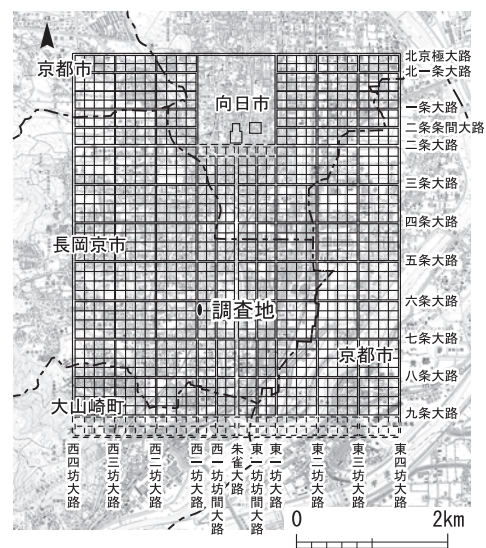 京都市
向日市
長岡京市
調査地
京都市
大山崎町
北京極大路
北一条大路
一条大路
二条条間大路
二条大路
三条大路
四条大路
五条大路
六条大路
七条大路
八条大路
九条大路
西四坊大路
西三坊大路
西二坊大路
西一坊大路
西一坊坊間大路
朱雀大路
東一坊坊間大路
東一坊大路
東二坊大路
東三坊大路
東四坊大路
0 2km